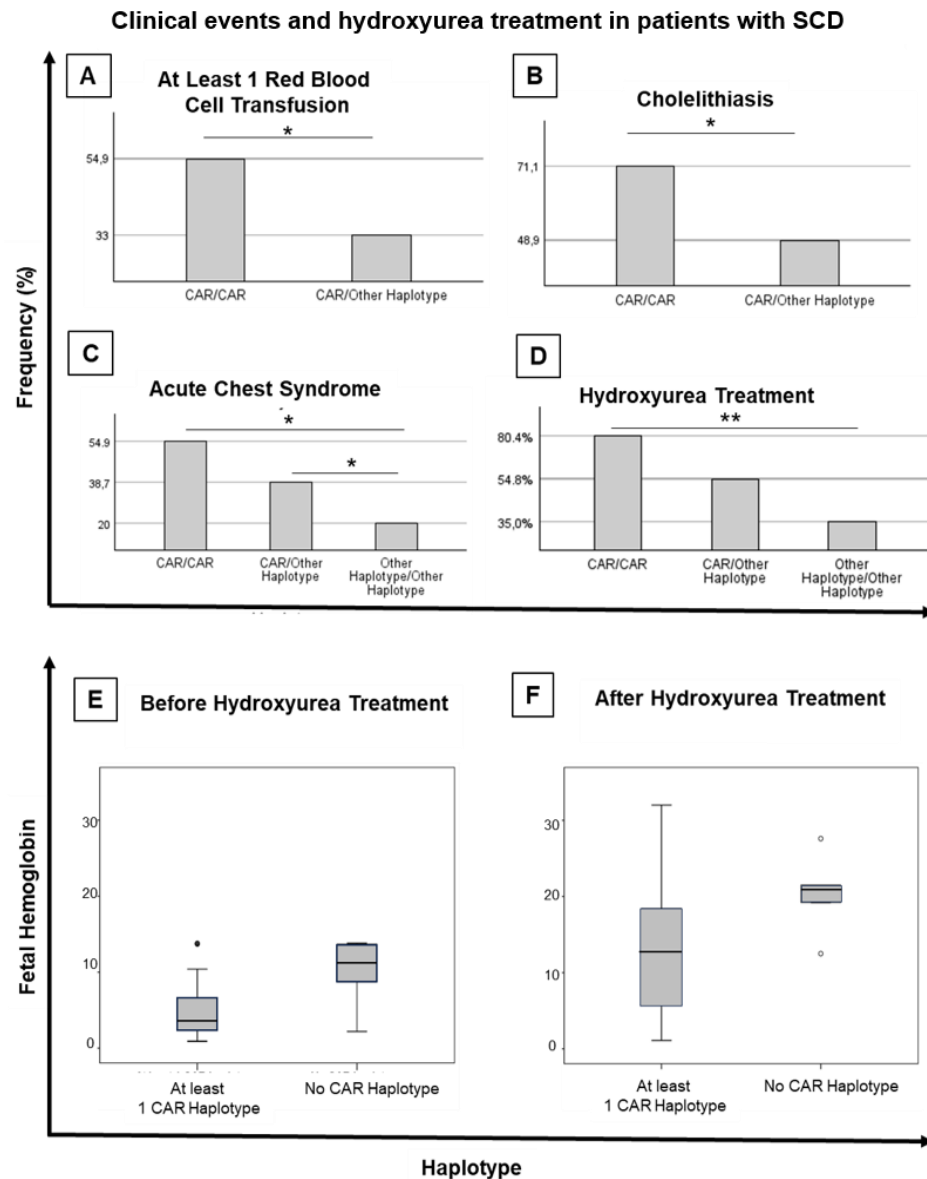 Clinical events and hydroxyurea treatment in patients with SCD
A
At Least 1 Red Blood
Cell Transfusion
*
54,9
33
CAR/CAR
CAR/Other Haplotype
B
Cholelithiasis
*
71,1
48,9
CAR/CAR
CAR/Other Haplotype
Frequency (%)
C
Acute Chest Syndrome
*
*
54.9
38,7
20
CAR/CAR
CAR/Other
Haplotype
Other
Haplotype/Other
Haplotype
D
Hydroxyurea Treatment
**
80.4%
54.8%
35,0%
CAR/CAR
CAR/Other
Haplotype
Other
Haplotype/Other
Haplotype
E
Before Hydroxyurea Treatment
30
20
10
0
At least
1 CAR Haplotype
No CAR Haplotype
F
After Hydroxyurea Treatment
30
20
10
0
At least
1 CAR Haplotype
No CAR Haplotype
Fetal Hemoglobin
Haplotype